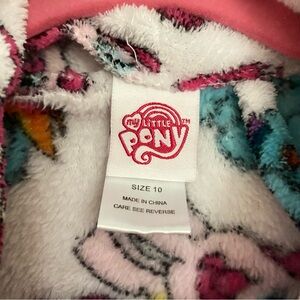 my LITTLE
PONY
TM
SIZE 10
MADE IN CHINA
CARE SEE REVERSE